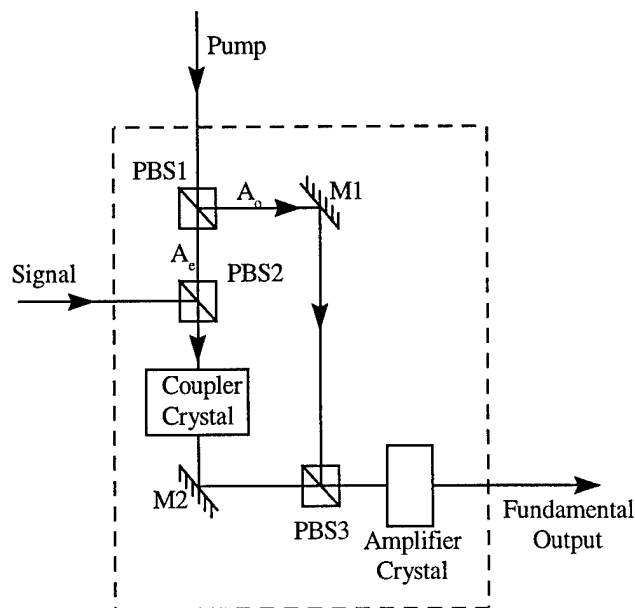 Pump
PBS1
A_o
M1
A_e
PBS2
Signal
Coupler
Crystal
M2
PBS3
Amplifier
Crystal
Fundamental
Output